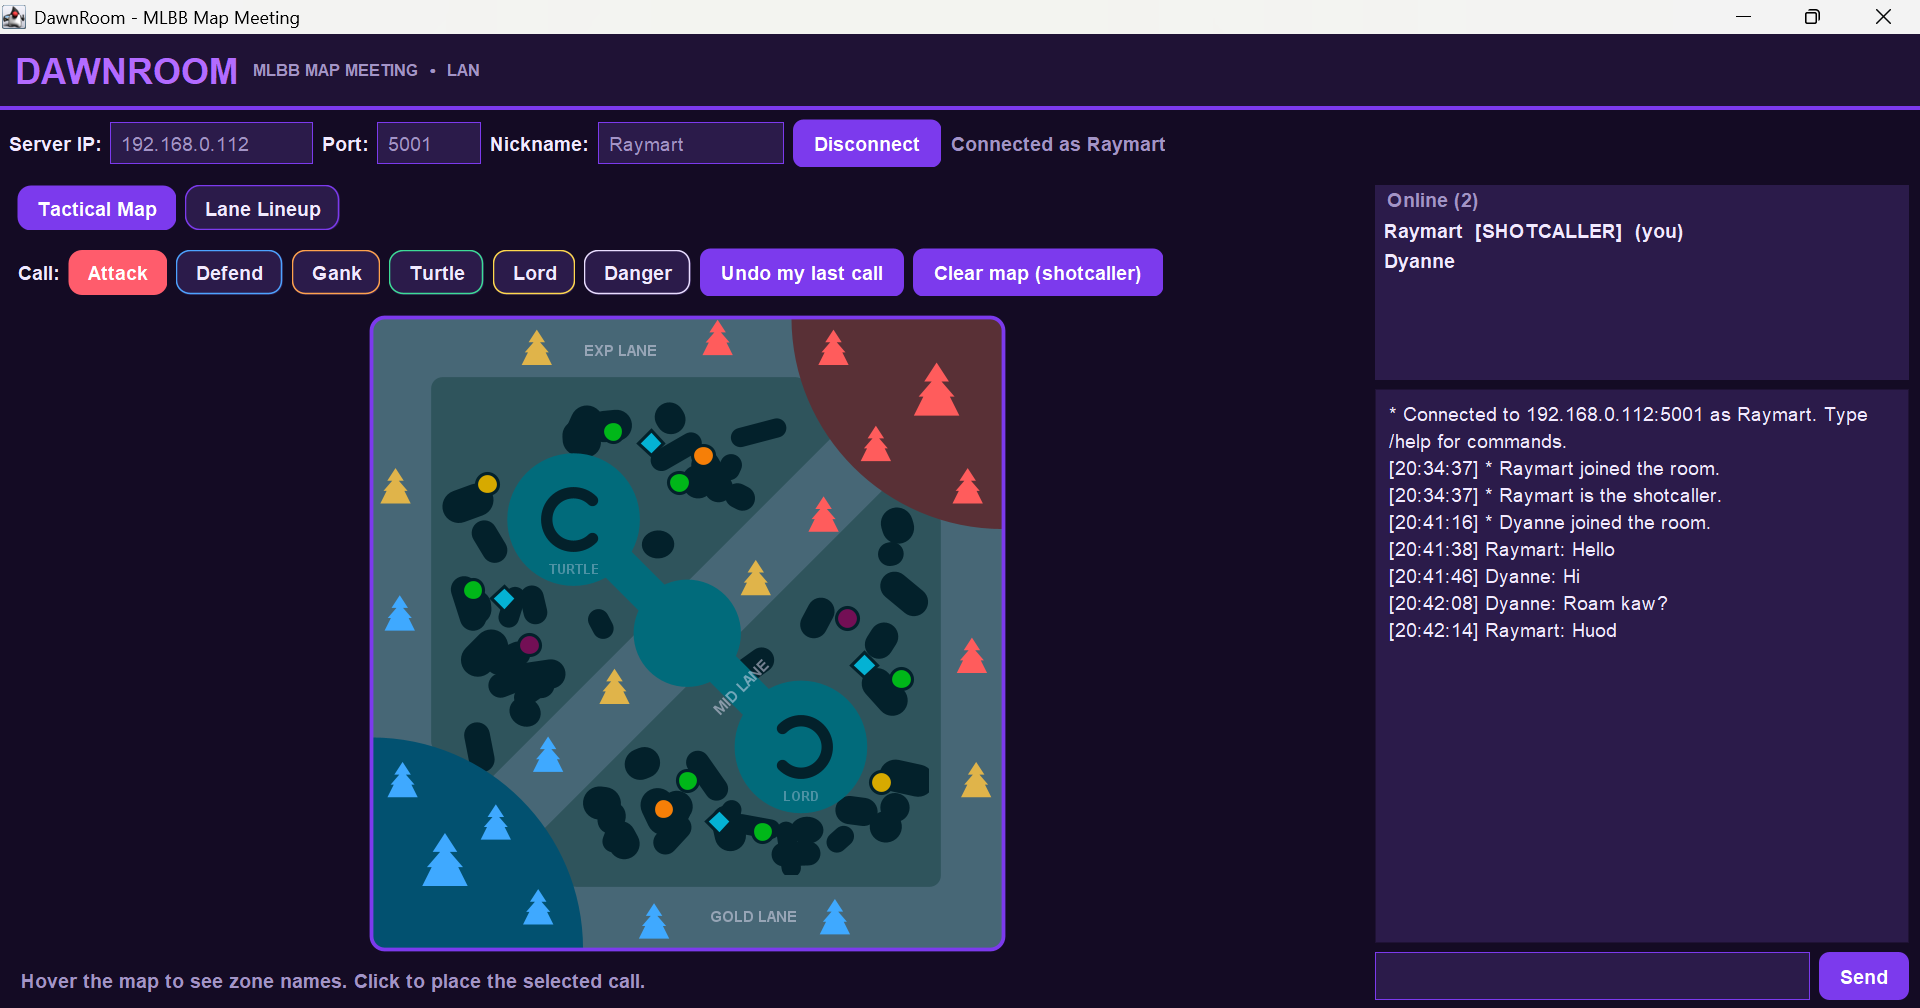 DawnRoom - MLBB Map Meeting
DAWNROOM MLBB MAP MEETING • LAN
Server IP: 192.168.0.112 Port: 5001 Nickname: Raymart Disconnect Connected as Raymart
Tactical Map Lane Lineup
Call: Attack Defend Gank Turtle Lord Danger Undo my last call Clear map (shotcaller)
EXP LANE
TURTLE
MID LANE
LORD
GOLD LANE
Hover the map to see zone names. Click to place the selected call.
Online (2)
Raymart [SHOTCALLER] (you)
Dyanne
* Connected to 192.168.0.112:5001 as Raymart. Type
/help for commands.
[20:34:37] * Raymart joined the room.
[20:34:37] * Raymart is the shotcaller.
[20:41:16] * Dyanne joined the room.
[20:41:38] Raymart: Hello
[20:41:46] Dyanne: Hi
[20:42:08] Dyanne: Roam kaw?
[20:42:14] Raymart: Huod
Send